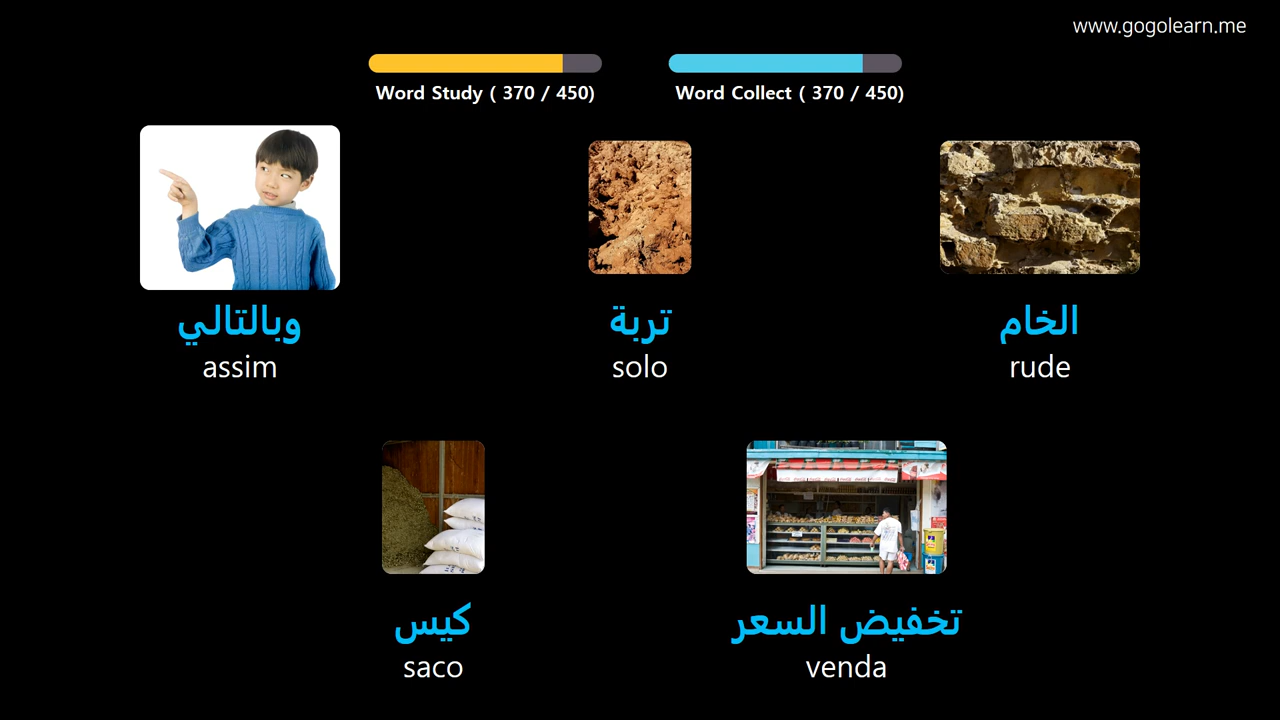 www.gogolearn.me
Word Study ( 370 / 450)
Word Collect ( 370 / 450)
وبالتالي
assim
تربة
solo
الخام
rude
كيس
saco
تخفيض السعر
venda